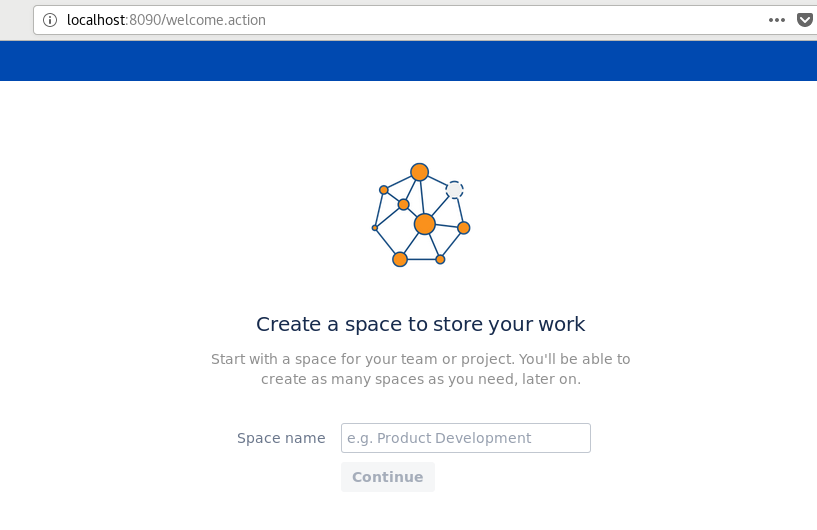 localhost:8090/welcome.action
Create a space to store your work
Start with a space for your team or project. You'll be able to
create as many spaces as you need, later on.
Space name e.g. Product Development
Continue